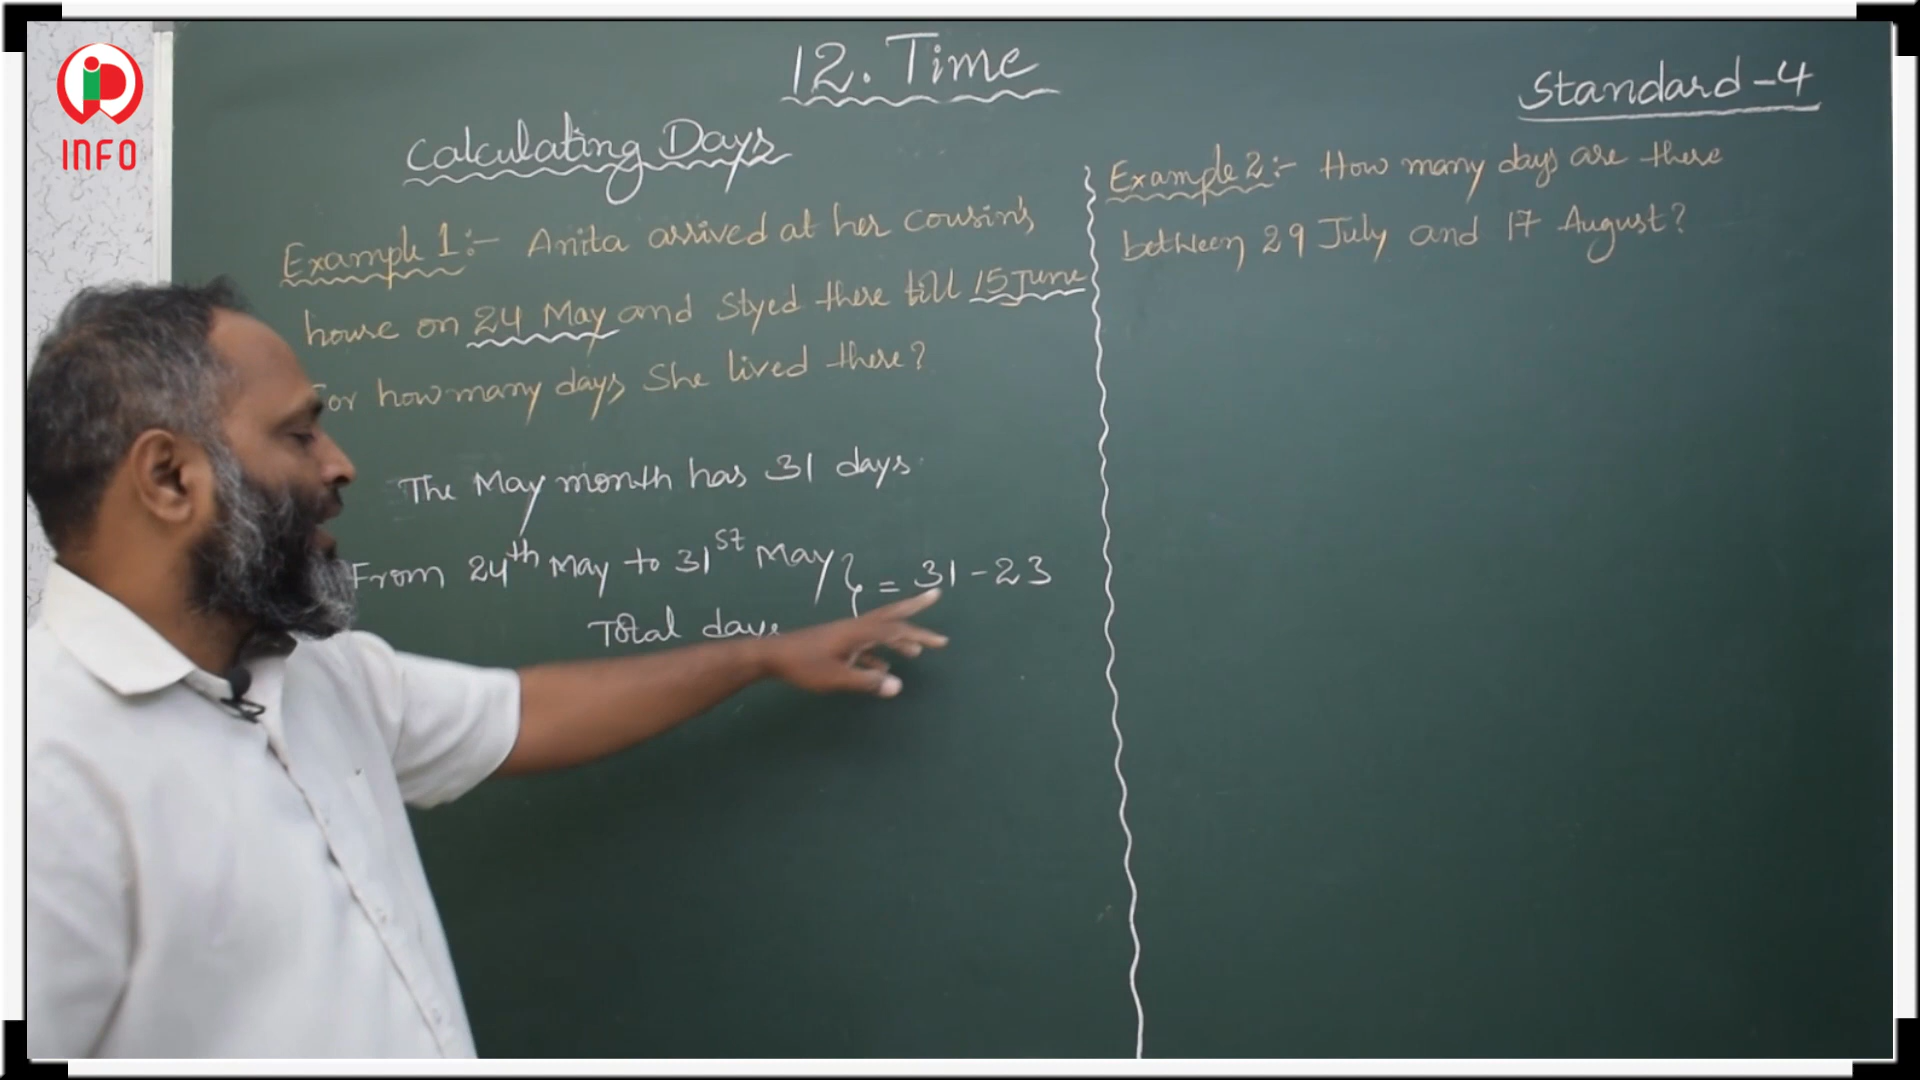 INFO
12. Time
Standard-4
Calculating Days
Example 1:- Anita arrived at her cousin's
house on 24 May and Styed there till 15 June
For how many days She lived there?
The May month has 31 days.
From 24th May to 31st May } = 31-23
Total days
Example 2:- How many days are there
between 29 July and 17 August?